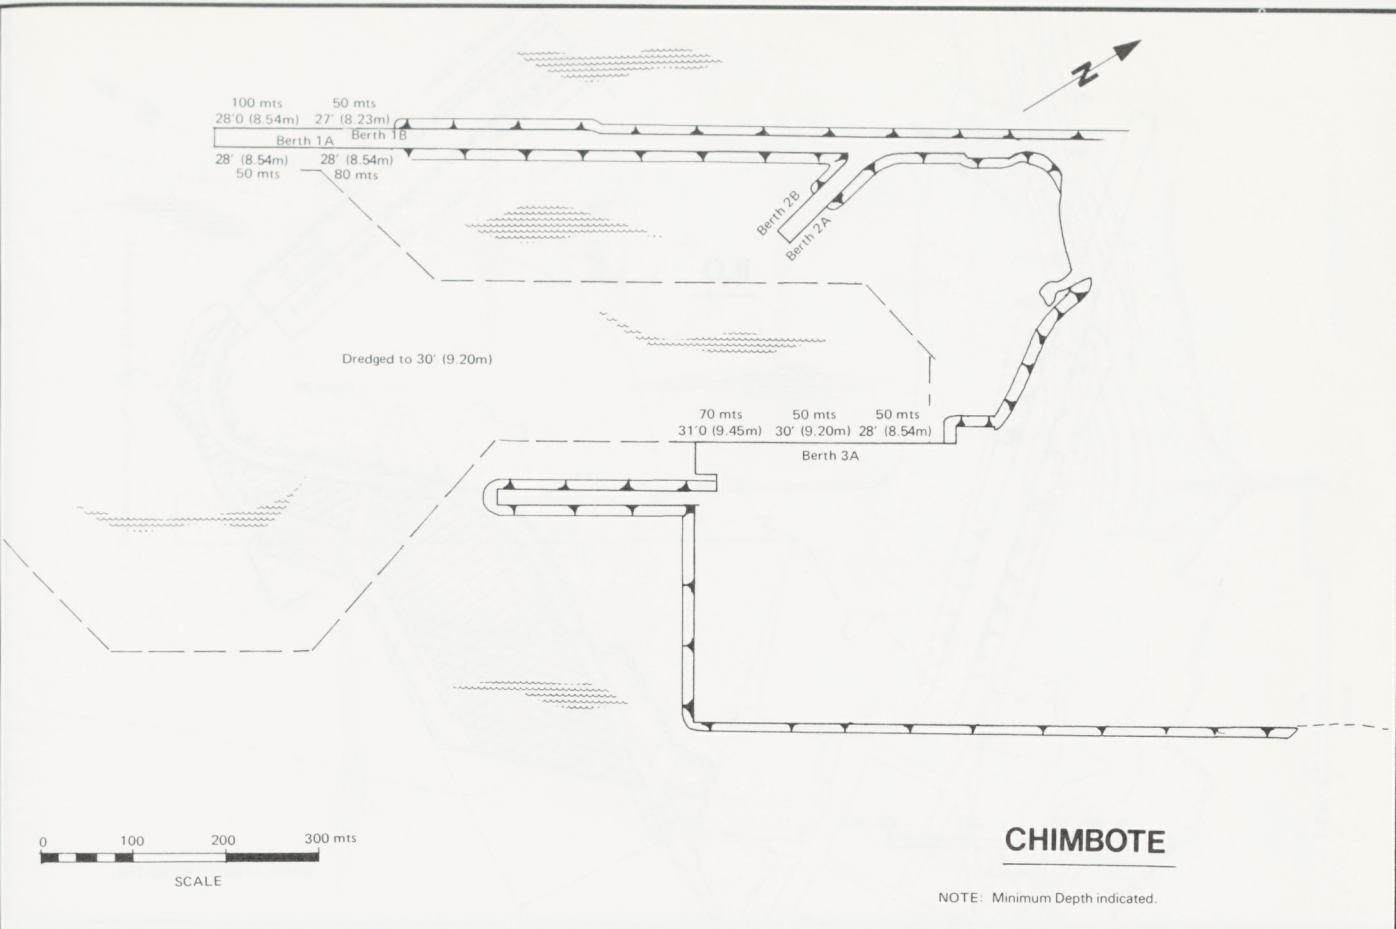 N
100 mts 50 mts
28'0 (8.54m) 27' (8.23m)
Berth 1A Berth 1B
28' (8.54m) 28' (8.54m)
50 mts 80 mts
Berth 2B
Berth 2A
Dredged to 30' (9.20m)
70 mts 50 mts 50 mts
31'0 (9.45m) 30' (9.20m) 28' (8.54m)
Berth 3A
0 100 200 300 mts
SCALE
CHIMBOTE
NOTE: Minimum Depth indicated.